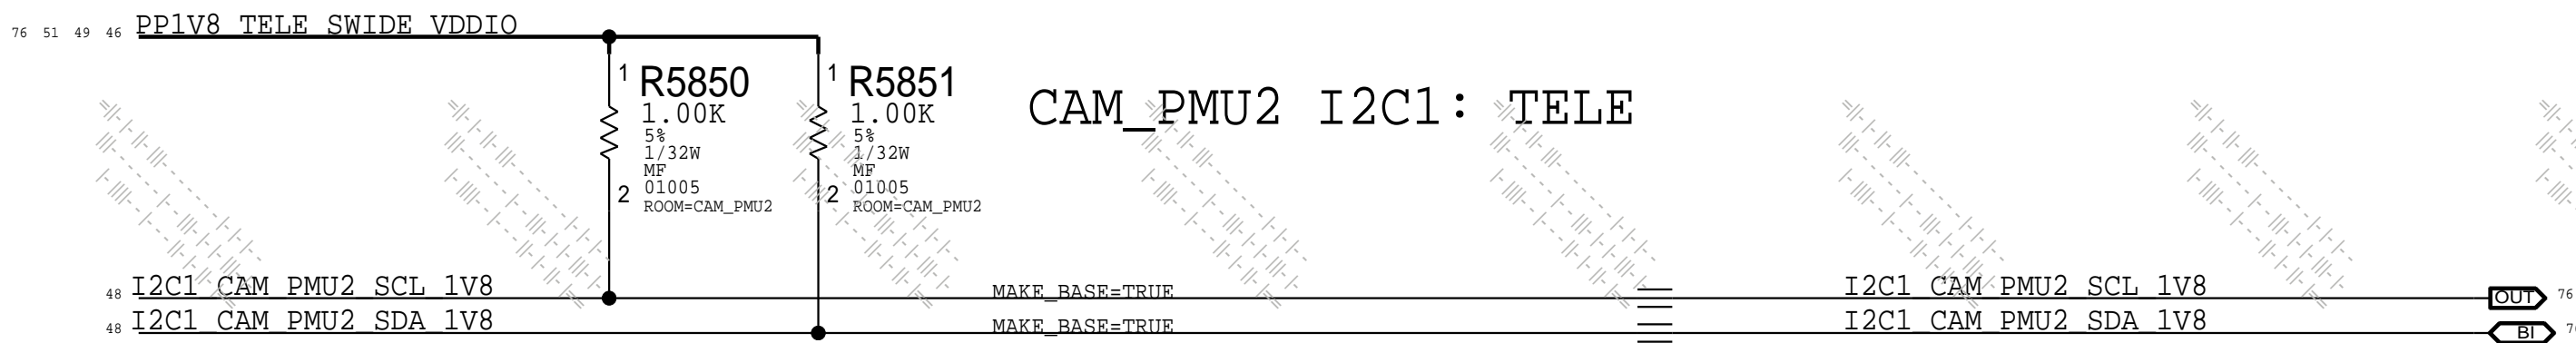 76 51 49 46 PP1V8_TELE_SWIDE_VDDIO
1 R5850
1.00K
5%
1/32W
MF
01005
2
ROOM=CAM_PMU2
1 R5851
1.00K
5%
1/32W
MF
01005
2
ROOM=CAM_PMU2
CAM_PMU2 I2C1: TELE
48 I2C1_CAM_PMU2_SCL_1V8 MAKE_BASE=TRUE I2C1_CAM_PMU2_SCL_1V8 OUT 76
48 I2C1_CAM_PMU2_SDA_1V8 MAKE_BASE=TRUE I2C1_CAM_PMU2_SDA_1V8 BI